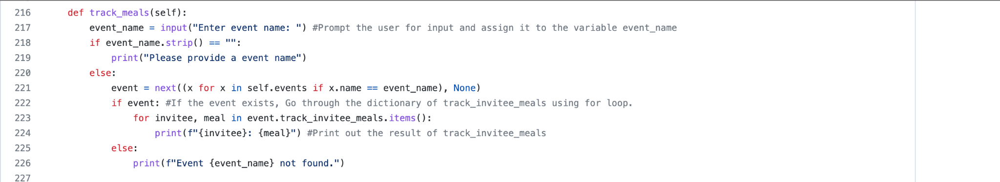 216 def track_meals(self):
217 event_name = input("Enter event name: ") #Prompt the user for input and assign it to the variable event_name
218 if event_name.strip() == "":
219 print("Please provide a event name")
220 else:
221 event = next((x for x in self.events if x.name == event_name), None)
222 if event: #If the event exists, Go through the dictionary of track_invitee_meals using for loop.
223 for invitee, meal in event.track_invitee_meals.items():
224 print(f"{invitee}: {meal}") #Print out the result of track_invitee_meals
225 else:
226 print(f"Event {event_name} not found.")
227